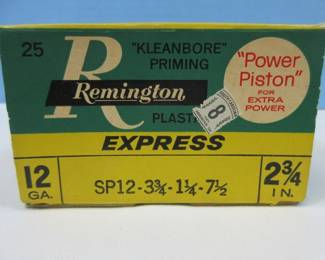 25 "KLEANBORE"
PRIMING
Remington
PLAST
"Power
Piston"
FOR
EXTRA
POWER
8
EXPRESS
12
GA.
SP12-3¾-1¼-7½
2¾
IN.